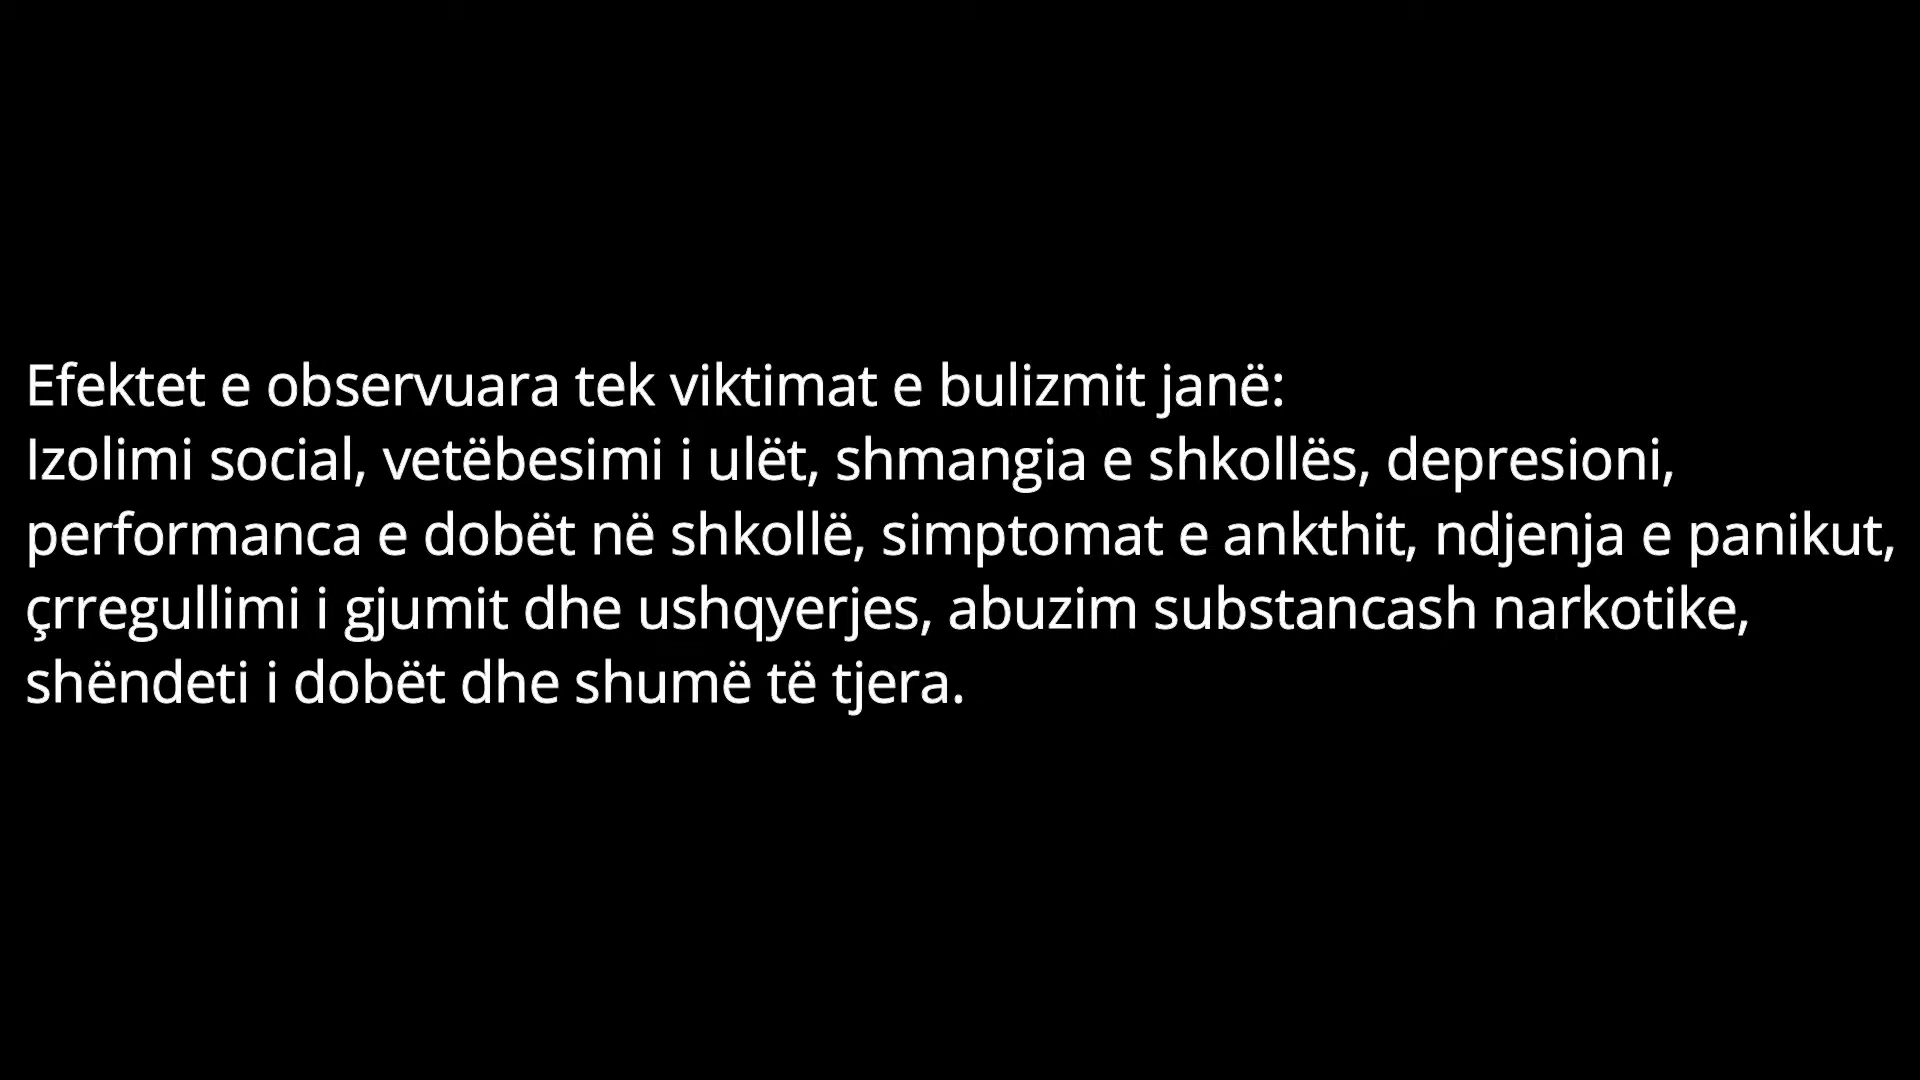 Efektet e observuara tek viktimat e bulizmit janë:
Izolimi social, vetëbesimi i ulët, shmangia e shkollës, depresioni,
performanca e dobët në shkollë, simptomat e ankthit, ndjenja e panikut,
çrregullimi i gjumit dhe ushqyerjes, abuzim substancash narkotike,
shëndeti i dobët dhe shumë të tjera.